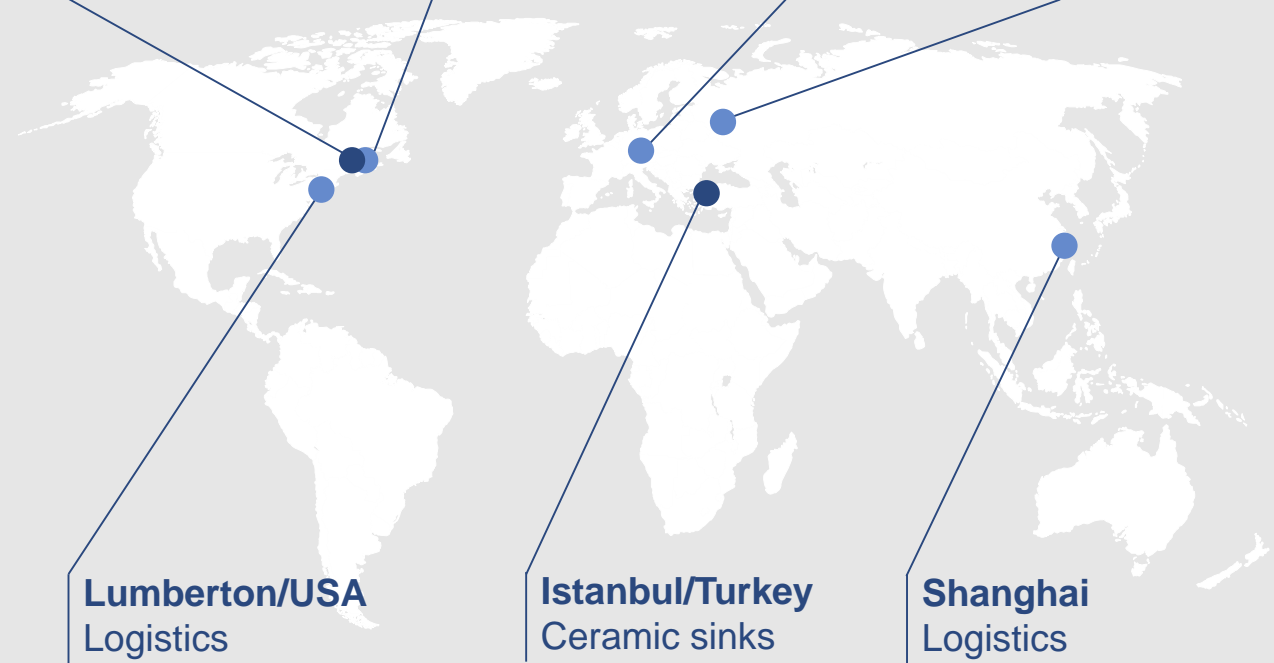 Lumberton/USA
Logistics
Istanbul/Turkey
Ceramic sinks
Shanghai
Logistics